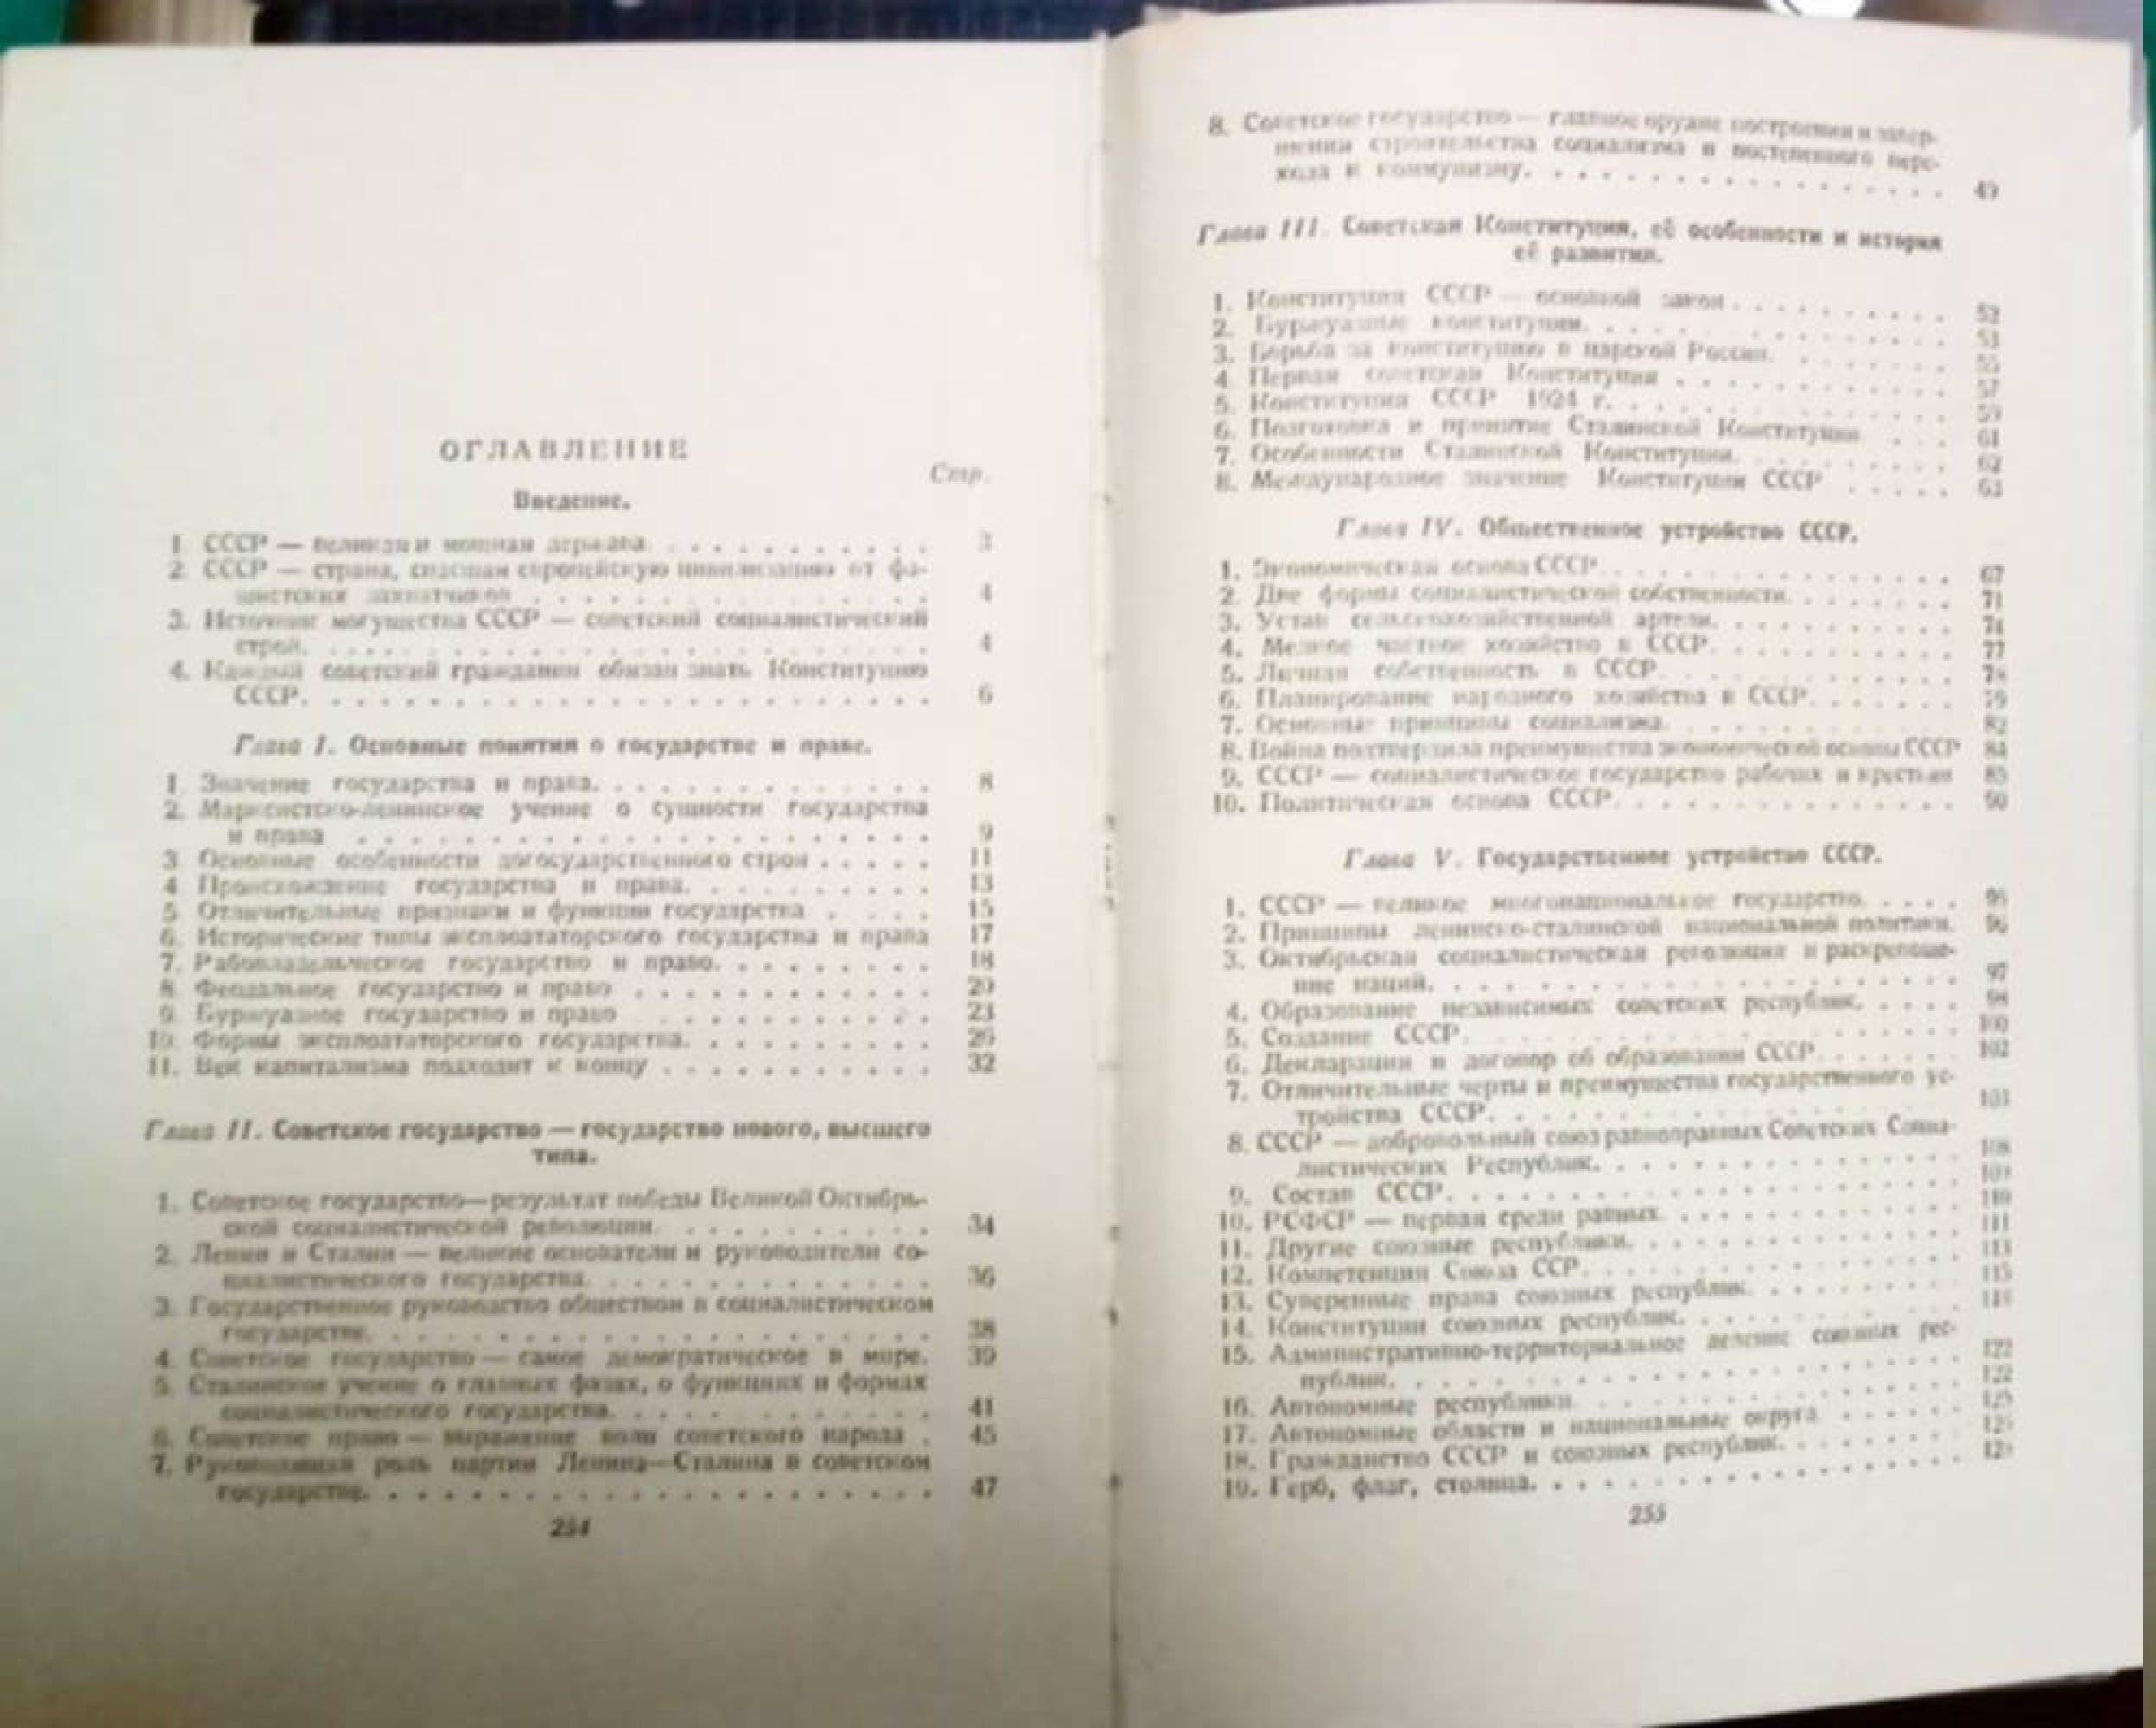 ОГЛАВЛЕНИЕ
Стр.
Введение.
1. СССР — великая и мощная держава. . . . . . . . . . . . 3
2. СССР — страна, спасшая европейскую цивилизацию от фа-
шистских захватчиков . . . . . . . . . . . . . . . 4
3. Источник могущества СССР — советский социалистический
строй. . . . . . . . . . . . . . . . . . . . . . 4
4. Каждый советский гражданин обязан знать Конституцию
СССР. . . . . . . . . . . . . . . . . . . . . . 6
Глава I. Основные понятия о государстве и праве.
1. Значение государства и права. . . . . . . . . . . . . 8
2. Марксистско-ленинское учение о сущности государства
и права . . . . . . . . . . . . . . . . . . . . 9
3. Основные особенности догосударственного строя . . . . . 11
4. Происхождение государства и права. . . . . . . . . . 13
5. Отличительные признаки и функции государства . . . . 15
6. Исторические типы эксплоататорского государства и права 17
7. Рабовладельческое государство и право. . . . . . . . . 18
8. Феодальное государство и право . . . . . . . . . . . 20
9. Буржуазное государство и право . . . . . . . . . . . 23
10. Формы эксплоататорского государства. . . . . . . . . . 26
11. Век капитализма подходит к концу . . . . . . . . . . 32
Глава II. Советское государство — государство нового, высшего
типа.
1. Советское государство—результат победы Великой Октябрь-
ской социалистической революции. . . . . . . . . . 34
2. Ленин и Сталин — великие основатели и руководители со-
циалистического государства. . . . . . . . . . . . . 36
3. Государственное руководство обществом в социалистическом
государстве. . . . . . . . . . . . . . . . . . . 38
4. Советское государство — самое демократическое в мире. 39
5. Сталинское учение о главных фазах, о функциях и формах
социалистического государства. . . . . . . . . . . . 41
6. Советское право — выражение воли советского народа . 45
7. Руководящая роль партии Ленина—Сталина в советском
государстве. . . . . . . . . . . . . . . . . . . 47
254
8. Советское государство — главное орудие построения и завер-
шения строительства социализма и постепенного пере-
хода к коммунизму. . . . . . . . . . . . . . . . 49
Глава III. Советская Конституция, её особенности и история
её развития.
1. Конституция СССР — основной закон . . . . . . . . . 52
2. Буржуазные конституции. . . . . . . . . . . . . . . 53
3. Борьба за конституцию в царской России. . . . . . . . 55
4. Первая советская Конституция . . . . . . . . . . . . 57
5. Конституция СССР 1924 г. . . . . . . . . . . . . . 59
6. Подготовка и принятие Сталинской Конституции . . . 61
7. Особенности Сталинской Конституции. . . . . . . . . 62
8. Международное значение Конституции СССР . . . . . 63
Глава IV. Общественное устройство СССР.
1. Экономическая основа СССР. . . . . . . . . . . . . 67
2. Две формы социалистической собственности. . . . . . . 71
3. Устав сельскохозяйственной артели. . . . . . . . . . 74
4. Мелкое частное хозяйство в СССР. . . . . . . . . . 77
5. Личная собственность в СССР. . . . . . . . . . . . 78
6. Планирование народного хозяйства в СССР. . . . . . . 79
7. Основные принципы социализма. . . . . . . . . . . 82
8. Война подтвердила преимущества экономической основы СССР 84
9. СССР — социалистическое государство рабочих и крестьян 85
10. Политическая основа СССР. . . . . . . . . . . . . 90
Глава V. Государственное устройство СССР.
1. СССР — великое многонациональное государство. . . . . 95
2. Принципы ленинско-сталинской национальной политики. 96
3. Октябрьская социалистическая революция и раскрепоще-
ние наций. . . . . . . . . . . . . . . . . . . . 97
4. Образование независимых советских республик. . . . . 98
5. Создание СССР. . . . . . . . . . . . . . . . . . 100
6. Декларация и договор об образовании СССР. . . . . . . 102
7. Отличительные черты и преимущества государственного ус-
тройства СССР. . . . . . . . . . . . . . . . . . 103
8. СССР — добровольный союз равноправных Советских Социа-
листических Республик. . . . . . . . . . . . . . .
9. Состав СССР. . . . . . . . . . . . . . . . . . .
10. РСФСР — первая среди равных. . . . . . . . . . . .
11. Другие союзные республики. . . . . . . . . . . . .
12. Компетенция Союза ССР. . . . . . . . . . . . . .
13. Суверенные права союзных республик. . . . . . . . .
14. Конституции союзных республик. . . . . . . . . . .
15. Административно-территориальное деление союзных рес-
публик. . . . . . . . . . . . . . . . . . . . .
16. Автономные республики. . . . . . . . . . . . . . .
17. Автономные области и национальные округа . . . . . .
18. Гражданство СССР и союзных республик. . . . . . . .
19. Герб, флаг, столица. . . . . . . . . . . . . . . .
255